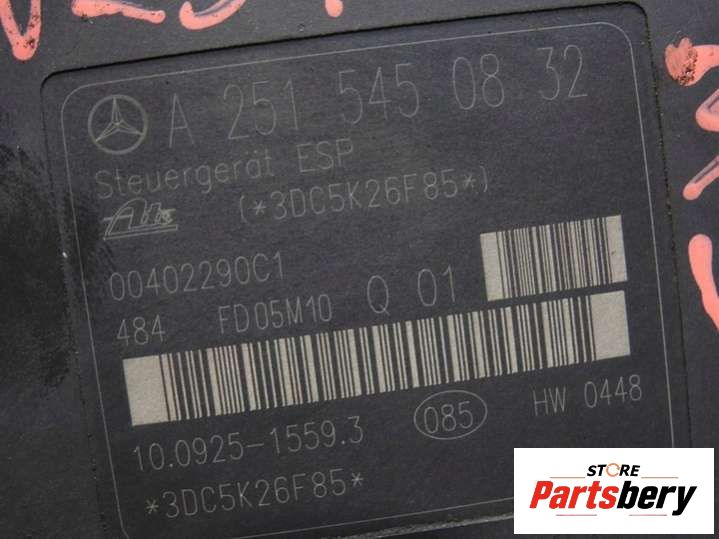 A 251 545 08 32
Steuergerät ESP
Ate (*3DC5K26F85*)
00402290C1
484 FD05M10 Q 01
10.0925-1559.3 085 HW 0448
*3DC5K26F85*
STORE
Partsbery